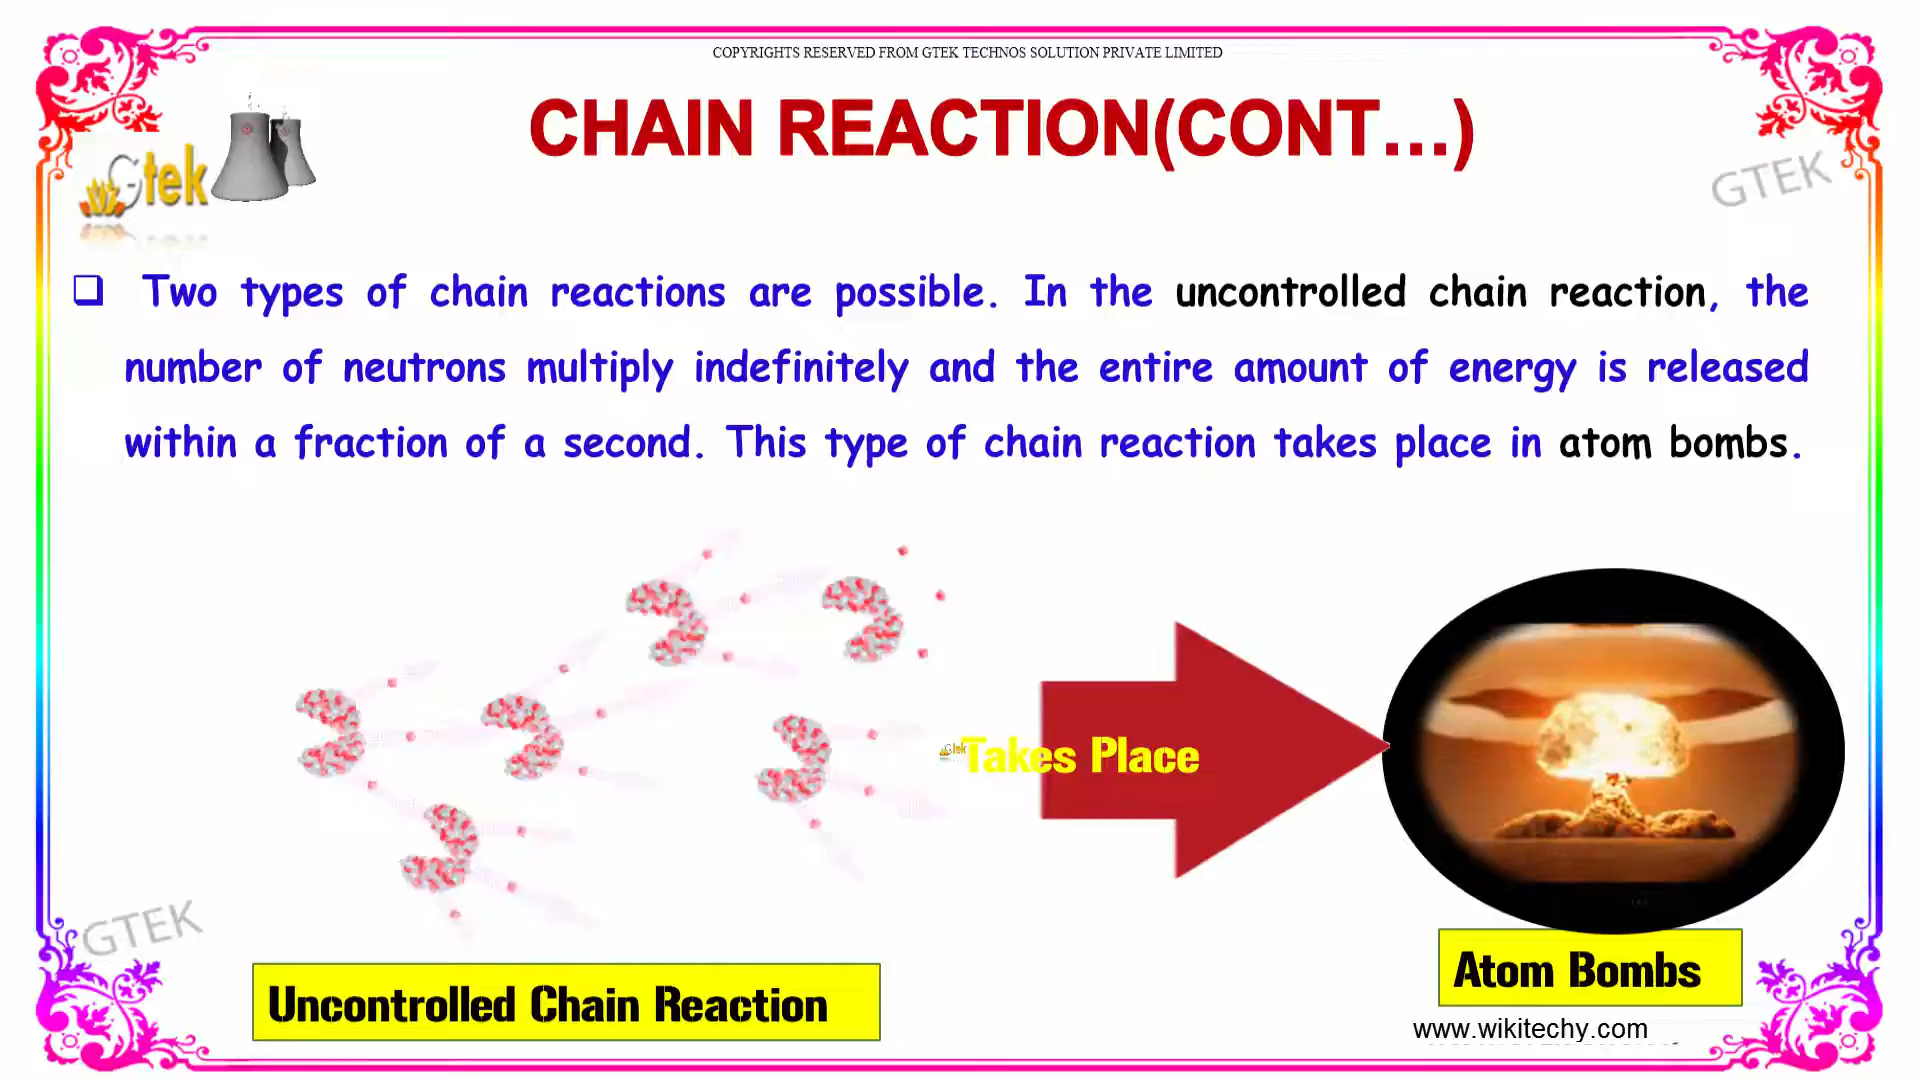 COPYRIGHTS RESERVED FROM GTEK TECHNOS SOLUTION PRIVATE LIMITED
CHAIN REACTION(CONT...)
Gtek
GTEK
Two types of chain reactions are possible. In the uncontrolled chain reaction, the
number of neutrons multiply indefinitely and the entire amount of energy is released
within a fraction of a second. This type of chain reaction takes place in atom bombs.
Gtek
Takes Place
GTEK
Atom Bombs
Uncontrolled Chain Reaction
www.wikitechy.com